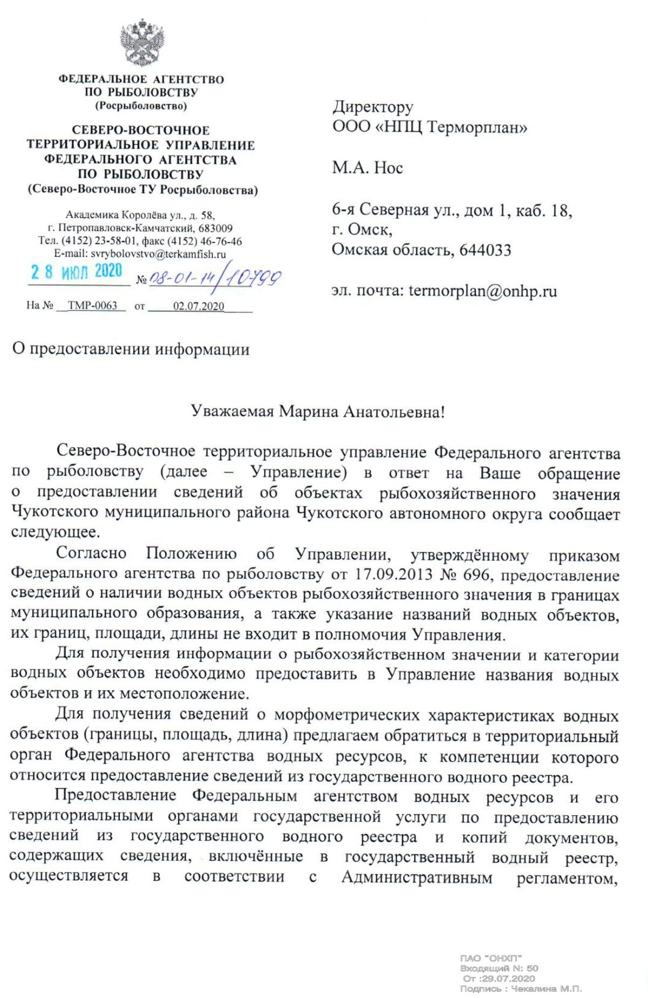 ФЕДЕРАЛЬНОЕ АГЕНТСТВО
ПО РЫБОЛОВСТВУ
(Росрыболовство)
СЕВЕРО-ВОСТОЧНОЕ
ТЕРРИТОРИАЛЬНОЕ УПРАВЛЕНИЕ
ФЕДЕРАЛЬНОГО АГЕНТСТВА
ПО РЫБОЛОВСТВУ
(Северо-Восточное ТУ Росрыболовства)
Академика Королёва ул., д. 58,
г. Петропавловск-Камчатский, 683009
Тел. (4152) 23-58-01, факс (4152) 46-76-46
E-mail: svrybolovstvo@terkamfish.ru
28 ИЮЛ 2020 № 08-01-14/10799
На № ТМР-0063 от 02.07.2020
Директору
ООО «НПЦ Терморплан»
М.А. Нос
6-я Северная ул., дом 1, каб. 18,
г. Омск,
Омская область, 644033
эл. почта: termorplan@onhp.ru
О предоставлении информации
Уважаемая Марина Анатольевна!
Северо-Восточное территориальное управление Федерального агентства
по рыболовству (далее – Управление) в ответ на Ваше обращение
о предоставлении сведений об объектах рыбохозяйственного значения
Чукотского муниципального района Чукотского автономного округа сообщает
следующее.
Согласно Положению об Управлении, утверждённому приказом
Федерального агентства по рыболовству от 17.09.2013 № 696, предоставление
сведений о наличии водных объектов рыбохозяйственного значения в границах
муниципального образования, а также указание названий водных объектов,
их границ, площади, длины не входит в полномочия Управления.
Для получения информации о рыбохозяйственном значении и категории
водных объектов необходимо предоставить в Управление названия водных
объектов и их местоположение.
Для получения сведений о морфометрических характеристиках водных
объектов (границы, площадь, длина) предлагаем обратиться в территориальный
орган Федерального агентства водных ресурсов, к компетенции которого
относится предоставление сведений из государственного водного реестра.
Предоставление Федеральным агентством водных ресурсов и его
территориальными органами государственной услуги по предоставлению
сведений из государственного водного реестра и копий документов,
содержащих сведения, включённые в государственный водный реестр,
осуществляется в соответствии с Административным регламентом,
ПАО "ОНХП"
Входящий N: 50
От :29.07.2020
Подпись : Чекалина М.П.